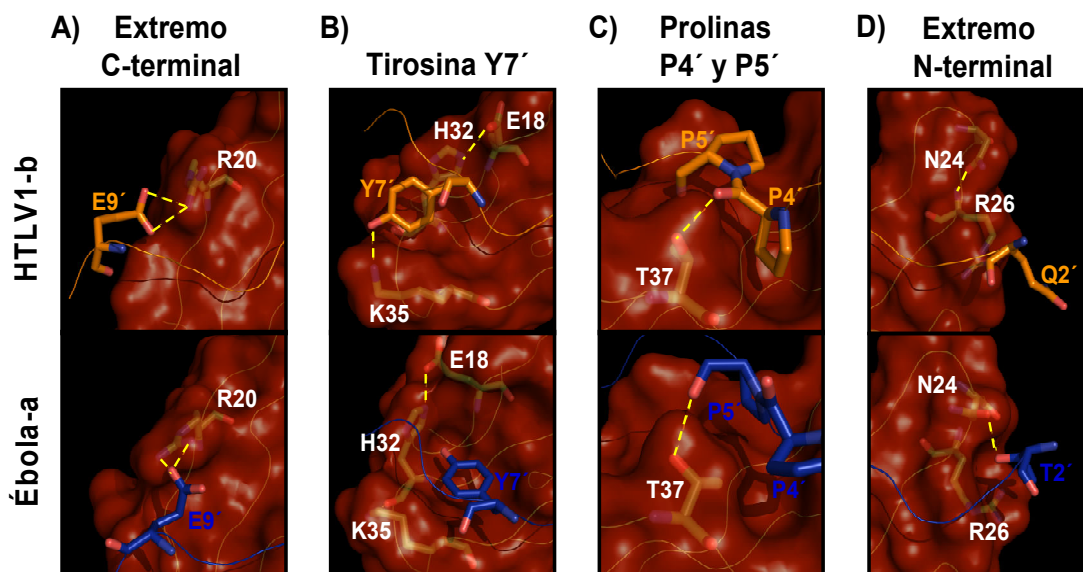 A) Extremo
C-terminal
B)
Tirosina Y7´
C) Prolinas
P4´ y P5´
D) Extremo
N-terminal
HTLV1-b
R20
E9´
E18
H32
Y7´
K35
P5´
P4´
T37
N24
R26
Q2´
Ébola-a
R20
E9´
E18
H32
Y7´
K35
P5´
P4´
T37
N24
T2´
R26